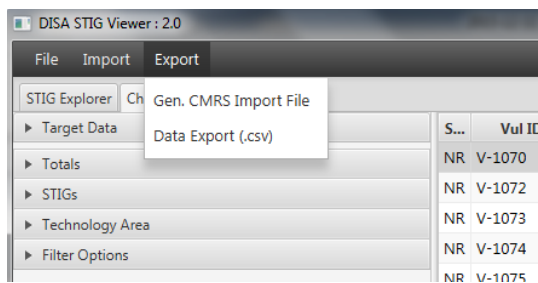 DISA STIG Viewer : 2.0
File Import Export
STIG Explorer Ch
Gen. CMRS Import File
Data Export (.csv)
Target Data
Totals
STIGs
Technology Area
Filter Options
S... Vul ID
NR V-1070
NR V-1072
NR V-1073
NR V-1074
NR V-1075